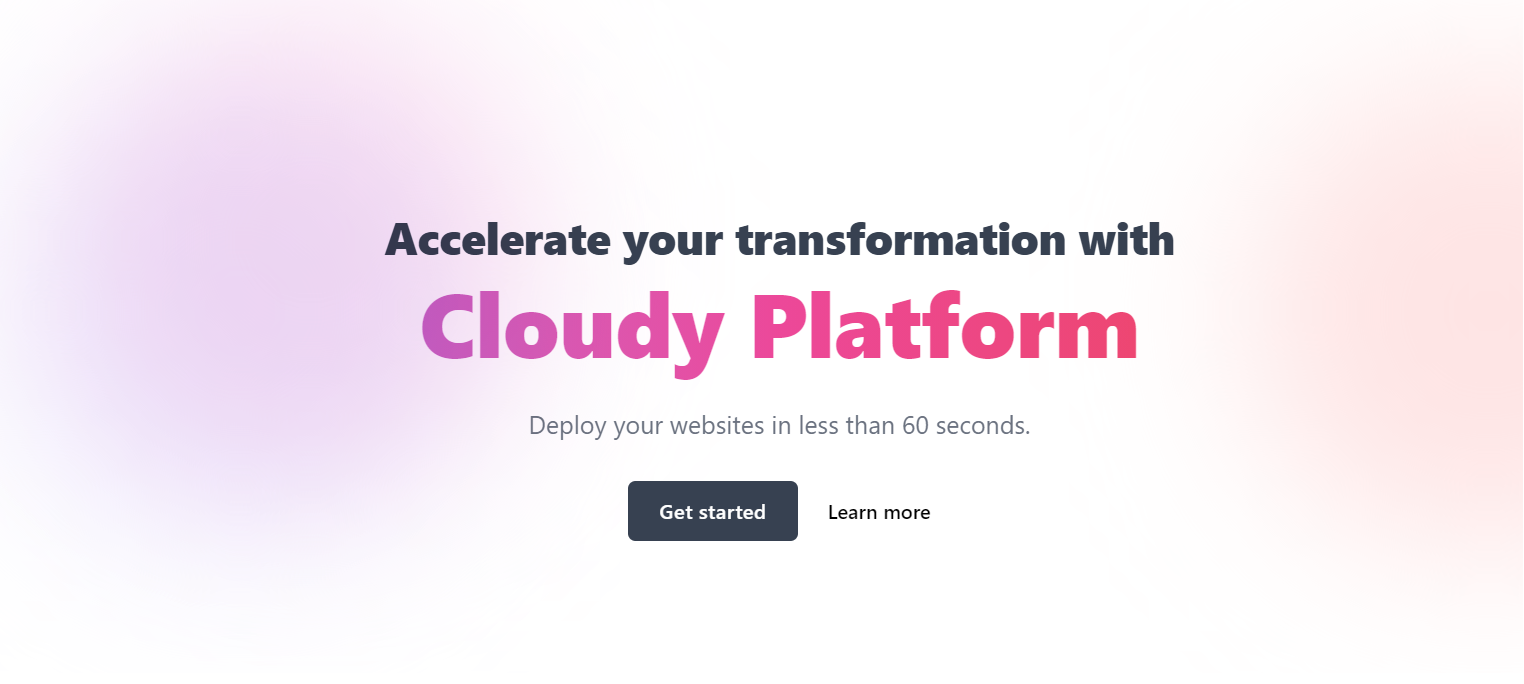 Accelerate your transformation with
Cloudy Platform
Deploy your websites in less than 60 seconds.
Get started
Learn more